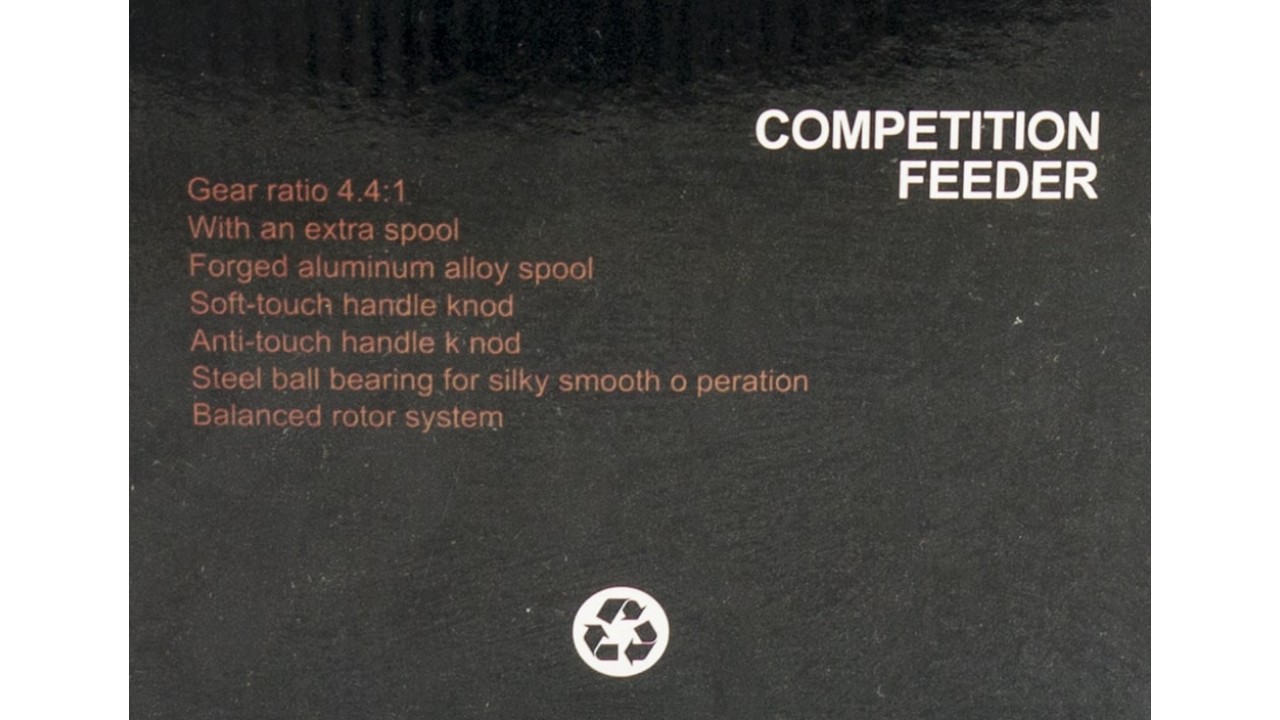 COMPETITION
FEEDER
Gear ratio 4.4:1
With an extra spool
Forged aluminum alloy spool
Soft-touch handle knod
Anti-touch handle k nod
Steel ball bearing for silky smooth o peration
Balanced rotor system